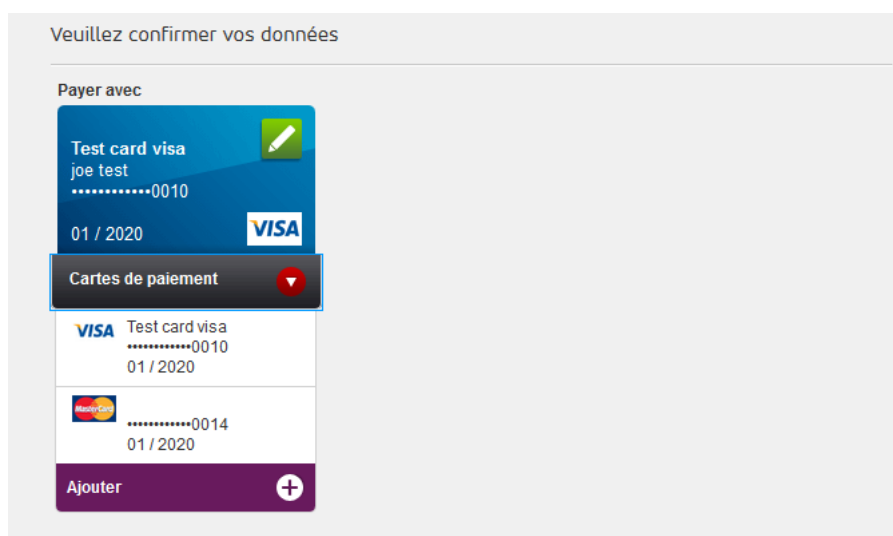 Veuillez confirmer vos données
Payer avec
Test card visa
joe test
••••••••••••0010
01 / 2020
VISA
Cartes de paiement
VISA
Test card visa
••••••••••••0010
01 / 2020
MasterCard
••••••••••••0014
01 / 2020
Ajouter